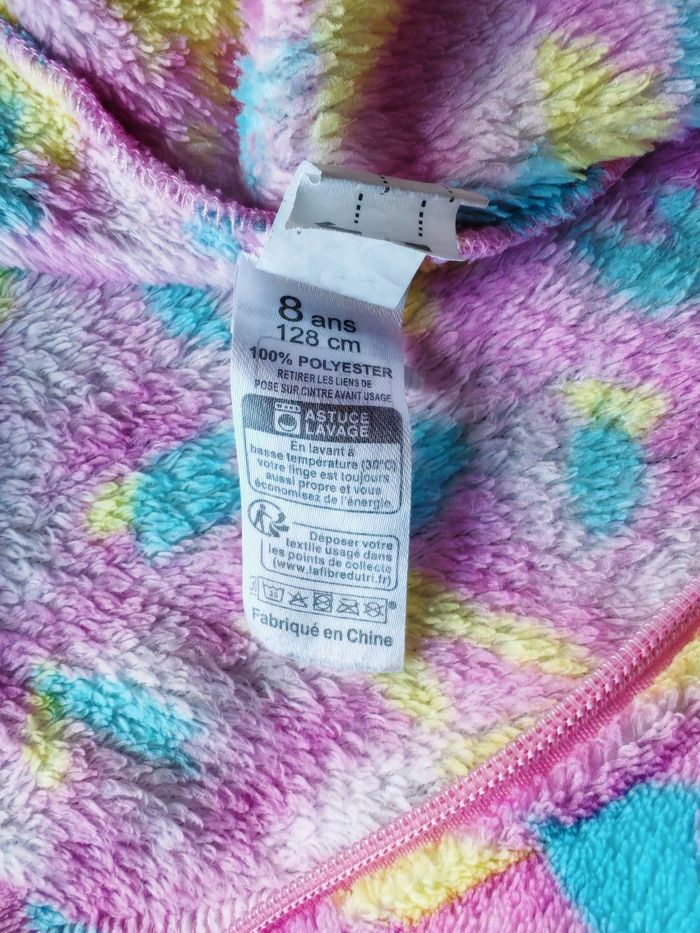 8 ans
128 cm
100% POLYESTER
RETIRER LES LIENS DE
POSE SUR CINTRE AVANT USAGE
ASTUCE
LAVAGE
En lavant à
basse température (30°C)
votre linge est toujours
aussi propre et vous
économisez de l'énergie
Déposer votre
textile usagé dans
les points de collecte
(www.lafibredutri.fr)
30
Fabriqué en Chine